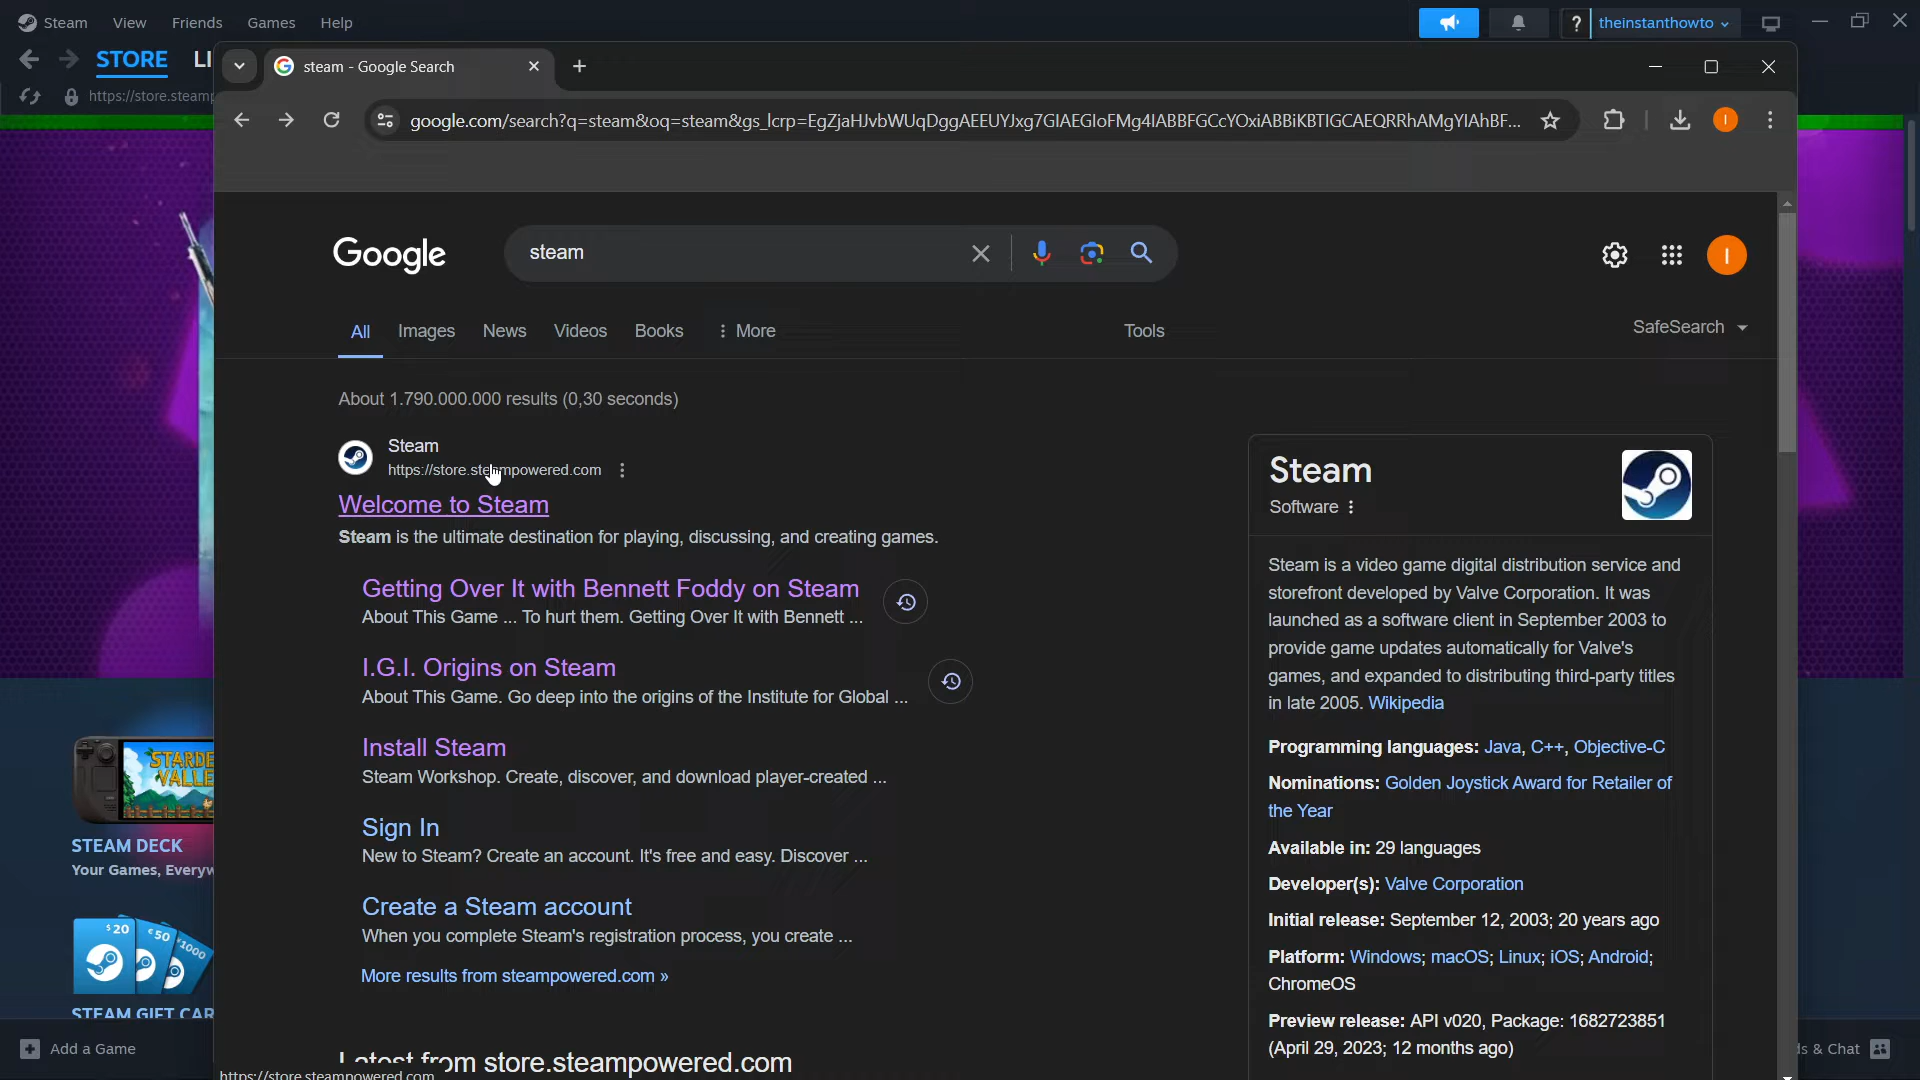 Steam View Friends Games Help
theinstanthowto
STORE LI
steam - Google Search
https://store.steamp
google.com/search?q=steam&oq=steam&gs_lcrp=EgZjaHJvbWUqDggAEEUYJxg7GIAEGIoFMg4IABBFGCcYOxiABBiKBTIGCAEQRRhAMgYIAhBF...
Google
steam
I
All Images News Videos Books More Tools SafeSearch
About 1.790.000.000 results (0,30 seconds)
Steam
https://store.steampowered.com
Welcome to Steam
Steam is the ultimate destination for playing, discussing, and creating games.
Getting Over It with Bennett Foddy on Steam
About This Game ... To hurt them. Getting Over It with Bennett ...
I.G.I. Origins on Steam
About This Game. Go deep into the origins of the Institute for Global ...
Install Steam
Steam Workshop. Create, discover, and download player-created ...
Sign In
New to Steam? Create an account. It's free and easy. Discover ...
Create a Steam account
When you complete Steam's registration process, you create ...
More results from steampowered.com »
Latest from store.steampowered.com
https://store.steampowered.com
Steam
Software
Steam is a video game digital distribution service and
storefront developed by Valve Corporation. It was
launched as a software client in September 2003 to
provide game updates automatically for Valve's
games, and expanded to distributing third-party titles
in late 2005. Wikipedia
Programming languages: Java, C++, Objective-C
Nominations: Golden Joystick Award for Retailer of
the Year
Available in: 29 languages
Developer(s): Valve Corporation
Initial release: September 12, 2003; 20 years ago
Platform: Windows; macOS; Linux; iOS; Android;
ChromeOS
Preview release: API v020, Package: 1682723851
(April 29, 2023; 12 months ago)
STARDE
VALLE
STEAM DECK
Your Games, Everyw
$20 €50 ¥1000
STEAM GIFT CAR
Add a Game
ds & Chat